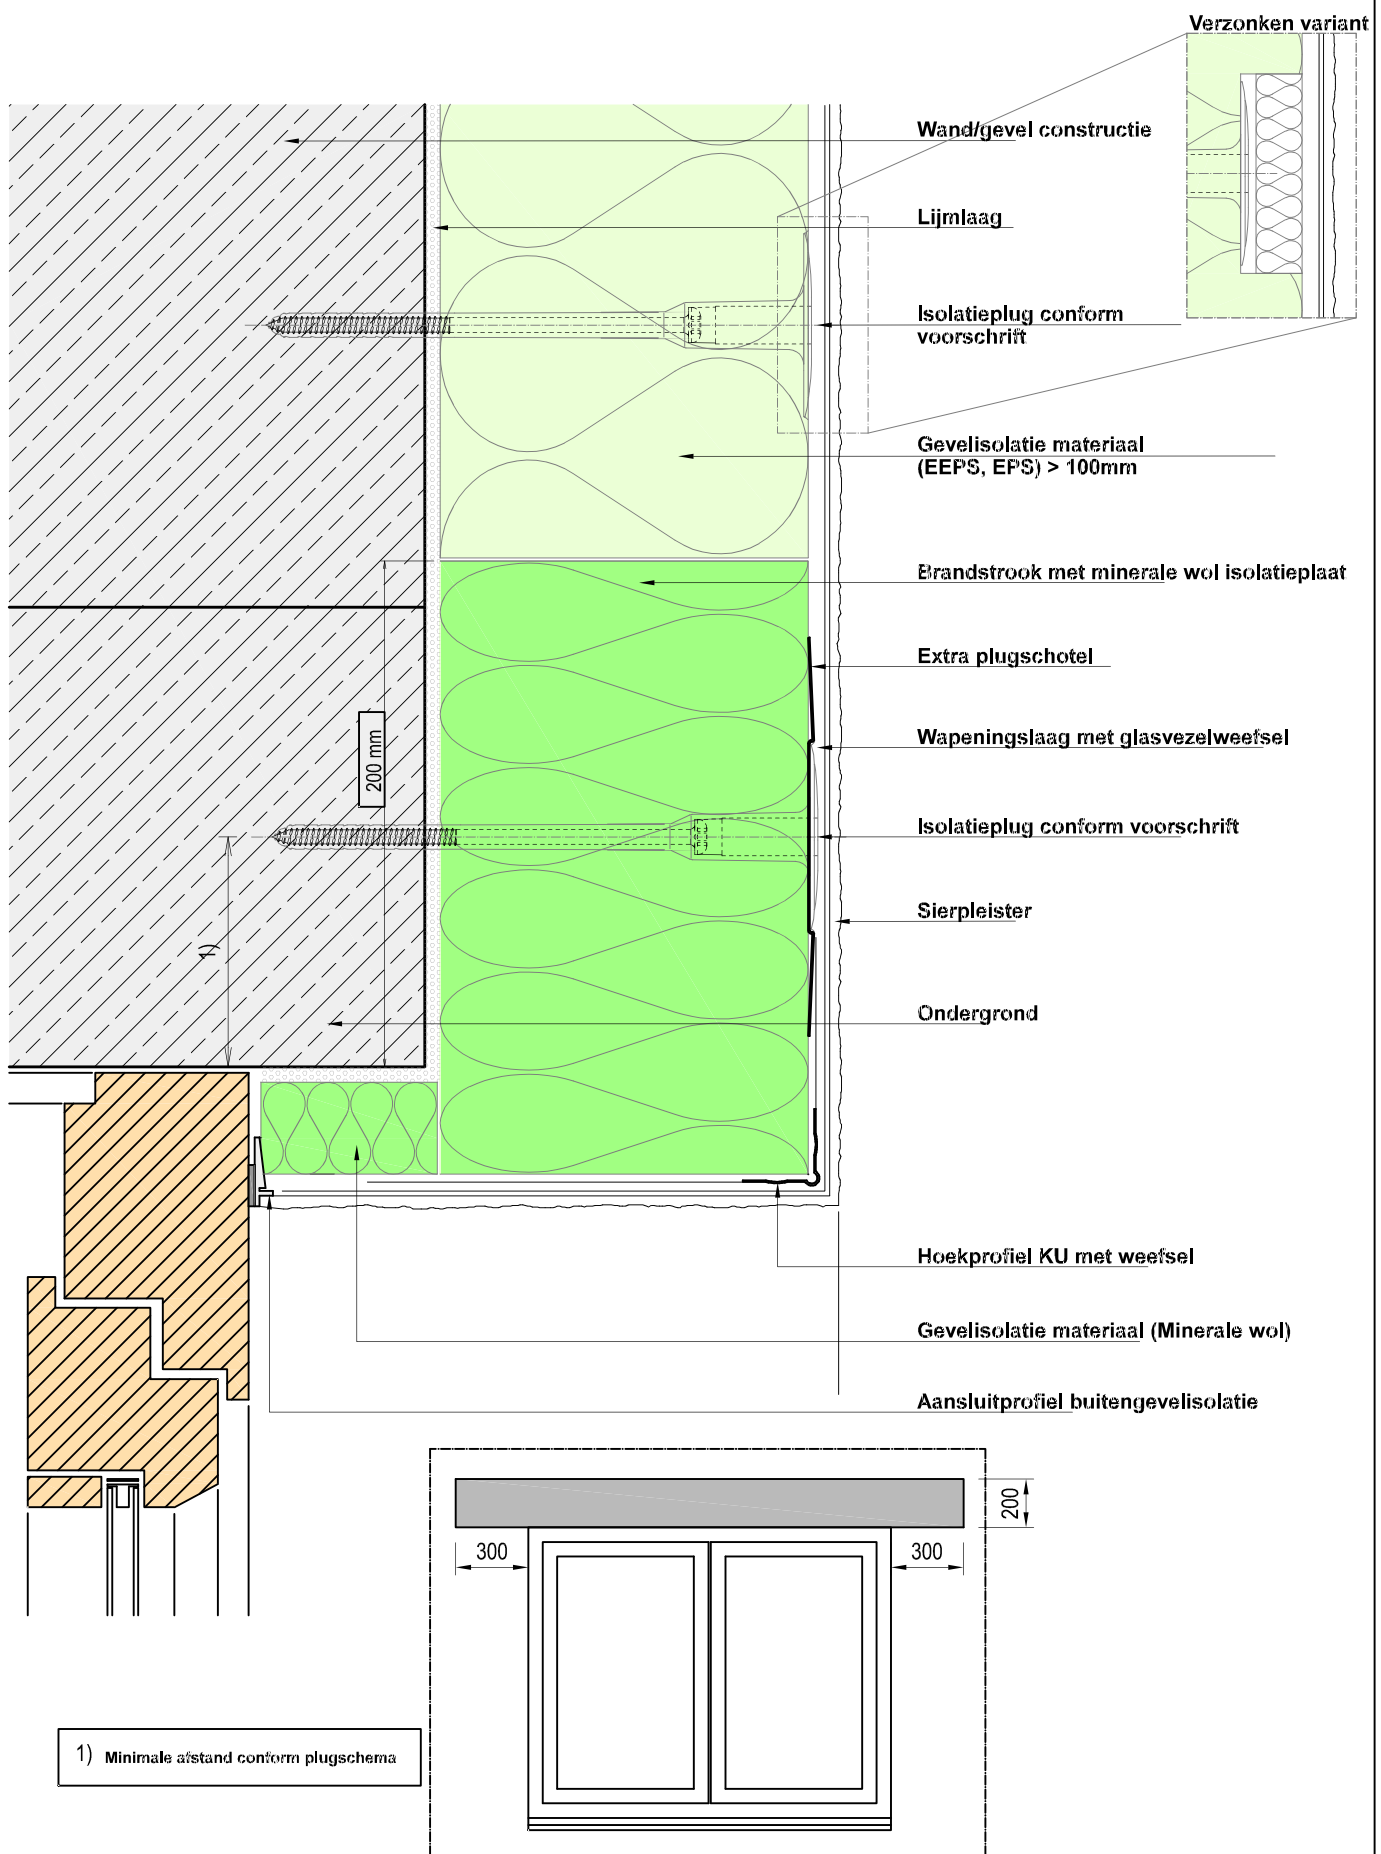 Verzonken variant
Wand/gevel constructie
Lijmlaag
Isolatieplug conform
voorschrift
Gevelisolatie materiaal
(EEPS, EPS) > 100mm
Brandstrook met minerale wol isolatieplaat
Extra plugschotel
200 mm
Wapeningslaag met glasvezelweefsel
Isolatieplug conform voorschrift
Sierpleister
1)
Ondergrond
Hoekprofiel KU met weefsel
Gevelisolatie materiaal (Minerale wol)
Aansluitprofiel buitengevelisolatie
200
300
300
1) Minimale afstand conform plugschema